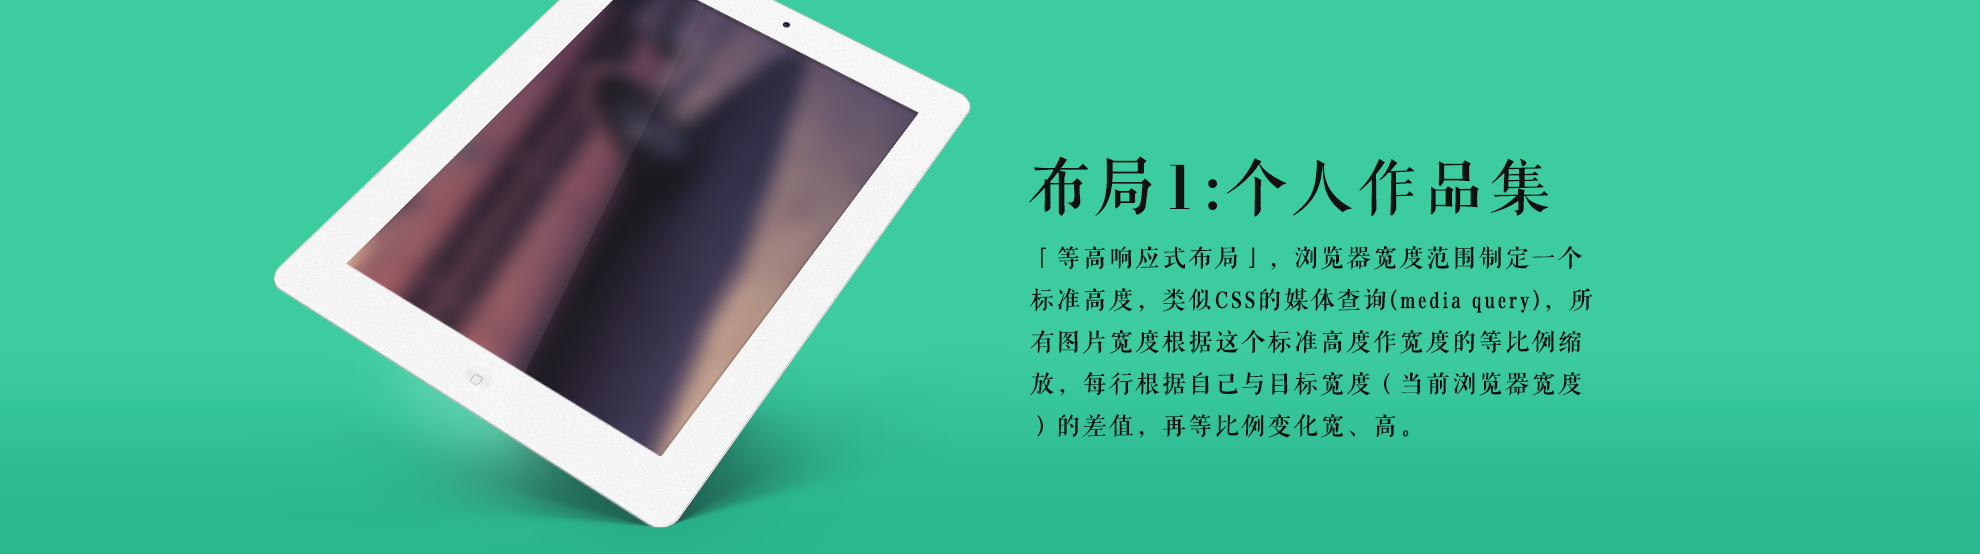 布局1:个人作品集
「等高响应式布局」，浏览器宽度范围制定一个
标准高度，类似CSS的媒体查询(media query)，所
有图片宽度根据这个标准高度作宽度的等比例缩
放，每行根据自己与目标宽度（当前浏览器宽度
）的差值，再等比例变化宽、高。